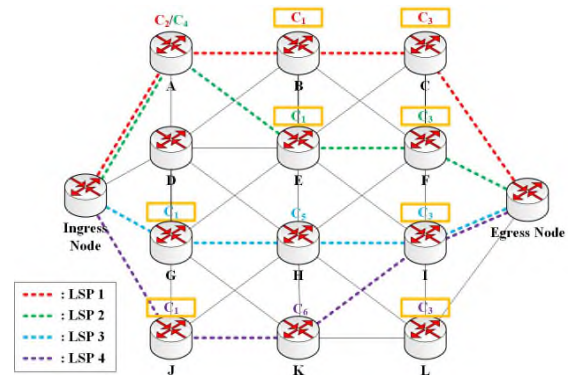 C2/C4
C1
C3
A
B
C
C1
C3
D
E
F
Ingress
Node
C1
C5
C3
Egress Node
G
H
I
C1
C6
C3
J
K
L
: LSP 1
: LSP 2
: LSP 3
: LSP 4